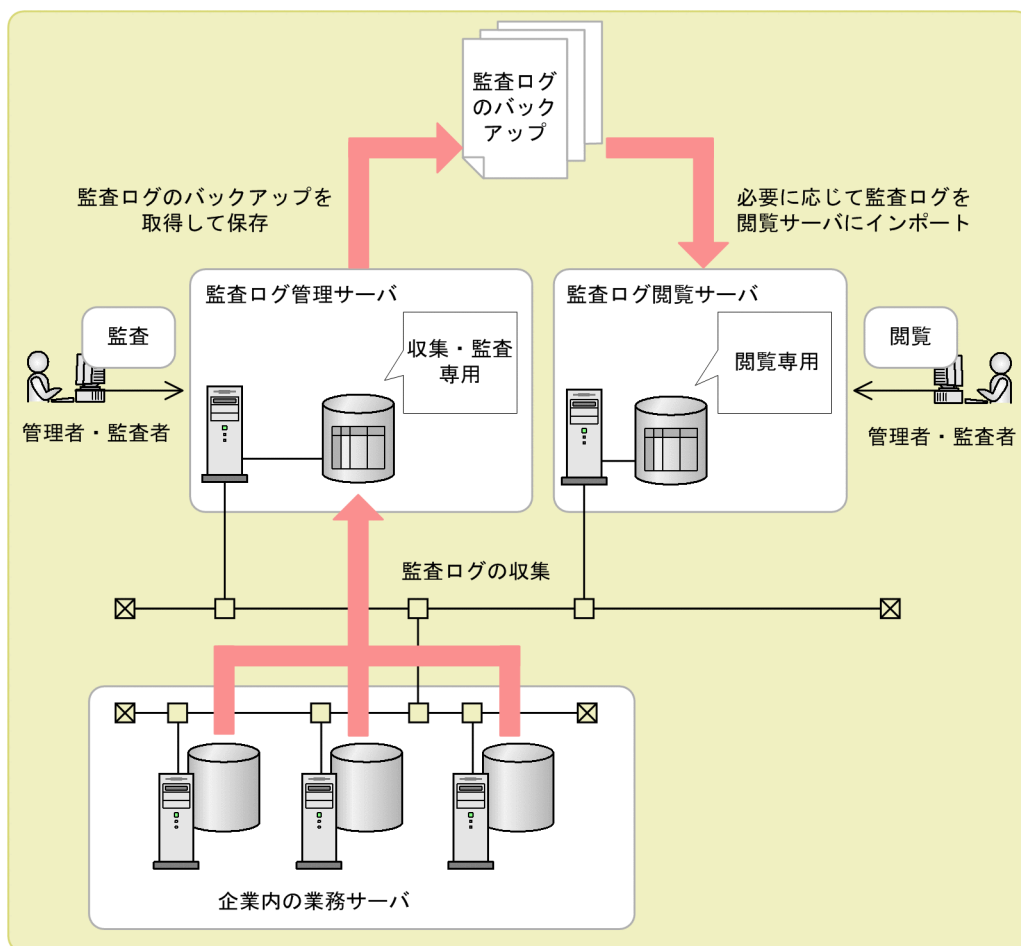 監査ログ
のバック
アップ
監査ログのバックアップを
取得して保存
必要に応じて監査ログを
閲覧サーバにインポート
監査ログ管理サーバ
監査ログ閲覧サーバ
監査
収集・監査
専用
閲覧専用
閲覧
管理者・監査者
管理者・監査者
監査ログの収集
企業内の業務サーバ